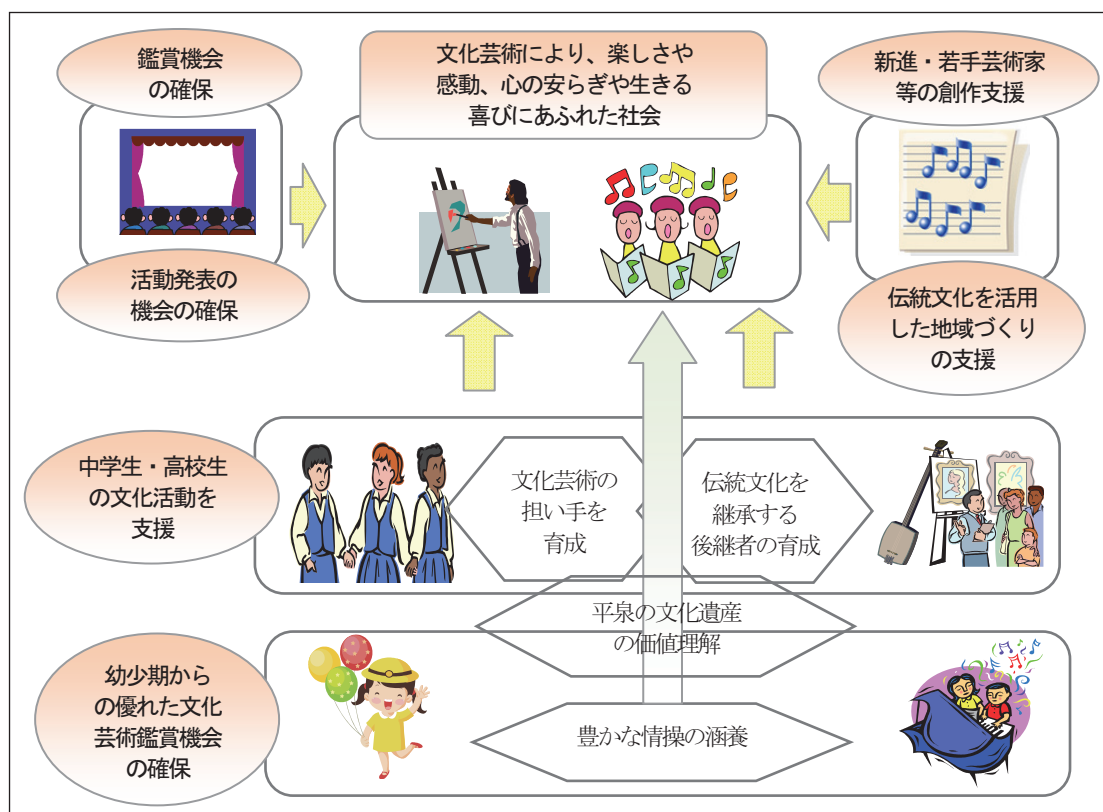 鑑賞機会
の確保
文化芸術により、楽しさや
感動、心の安らぎや生きる
喜びにあふれた社会
新進・若手芸術家
等の創作支援
活動発表の
機会の確保
伝統文化を活用
した地域づくり
の支援
中学生・高校生
の文化活動を
支援
文化芸術の
担い手を
育成
伝統文化を
継承する
後継者の育成
平泉の文化遺産
の価値理解
幼少期から
の優れた文化
芸術鑑賞機会
の確保
豊かな情操の涵養